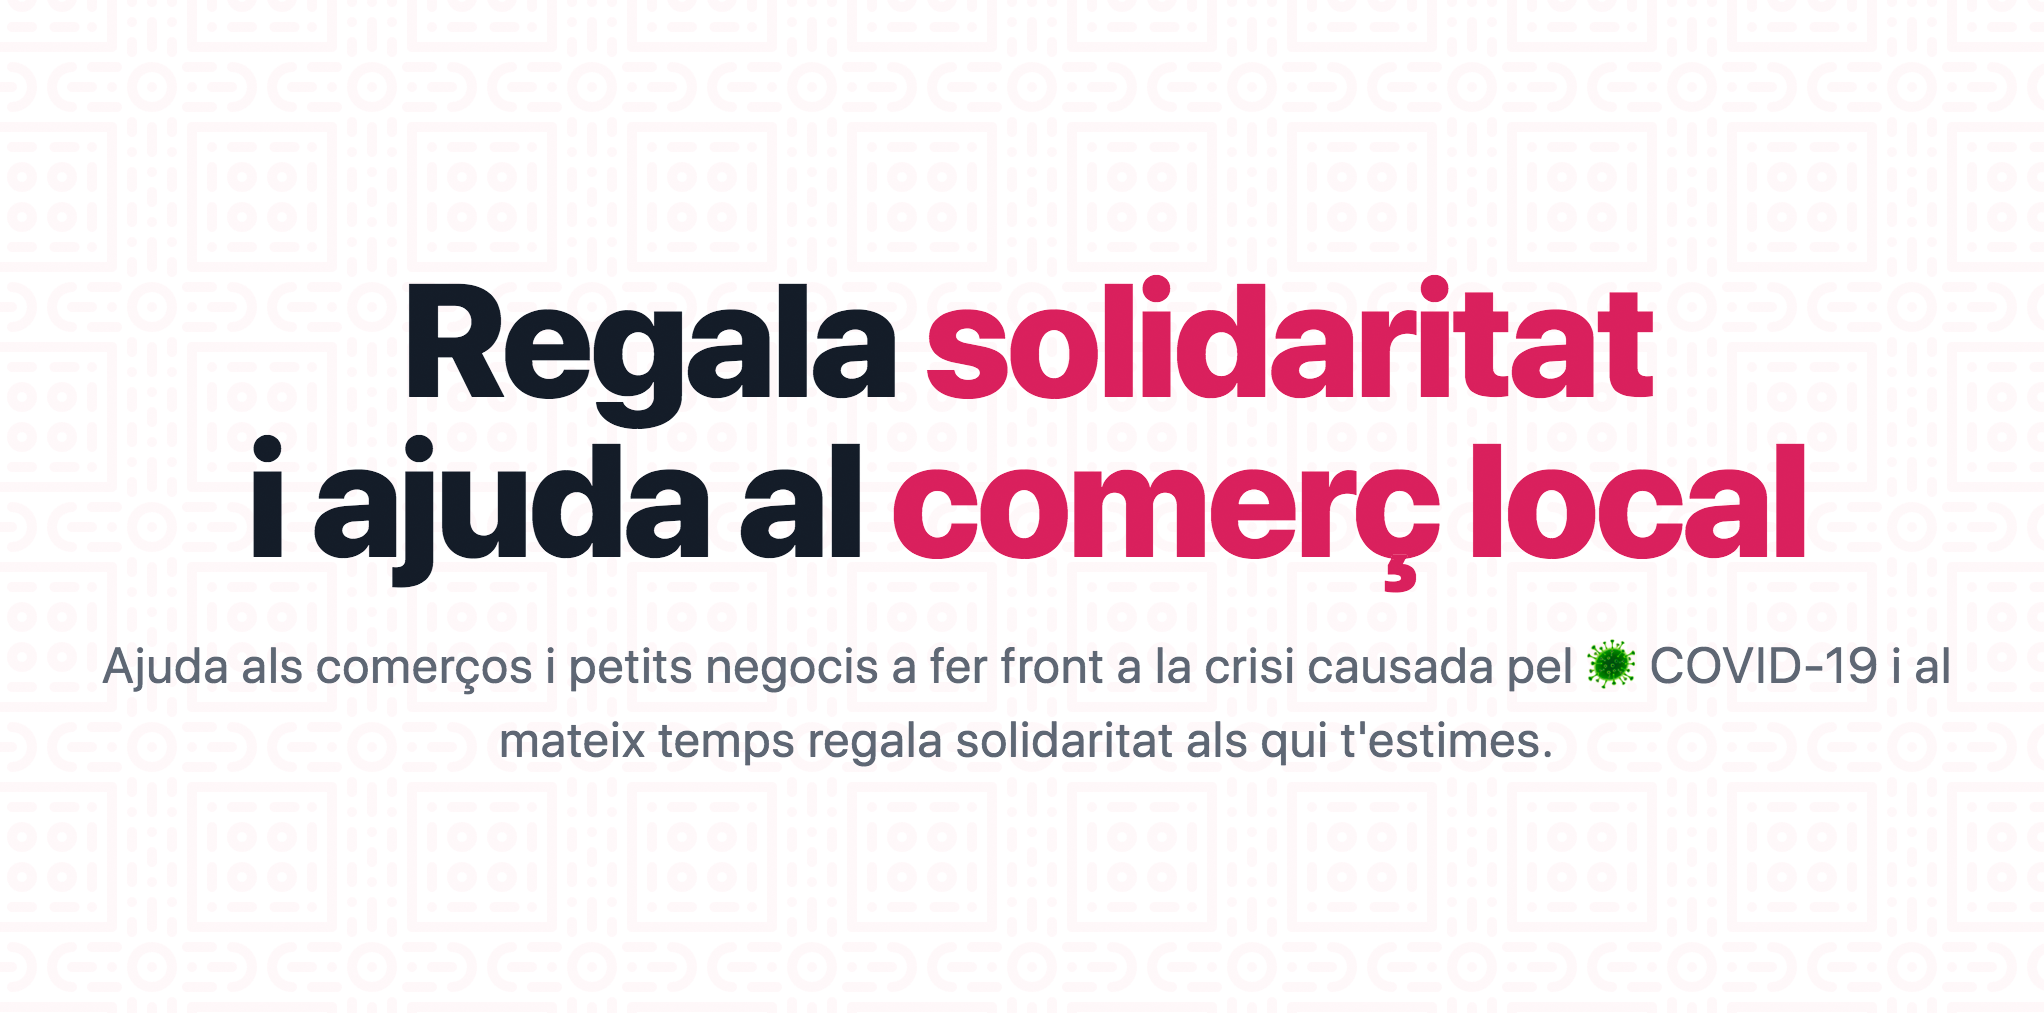 Regala solidaritat
i ajuda al comerç local
Ajuda als comerços i petits negocis a fer front a la crisi causada pel 🦠 COVID-19 i al
mateix temps regala solidaritat als qui t'estimes.